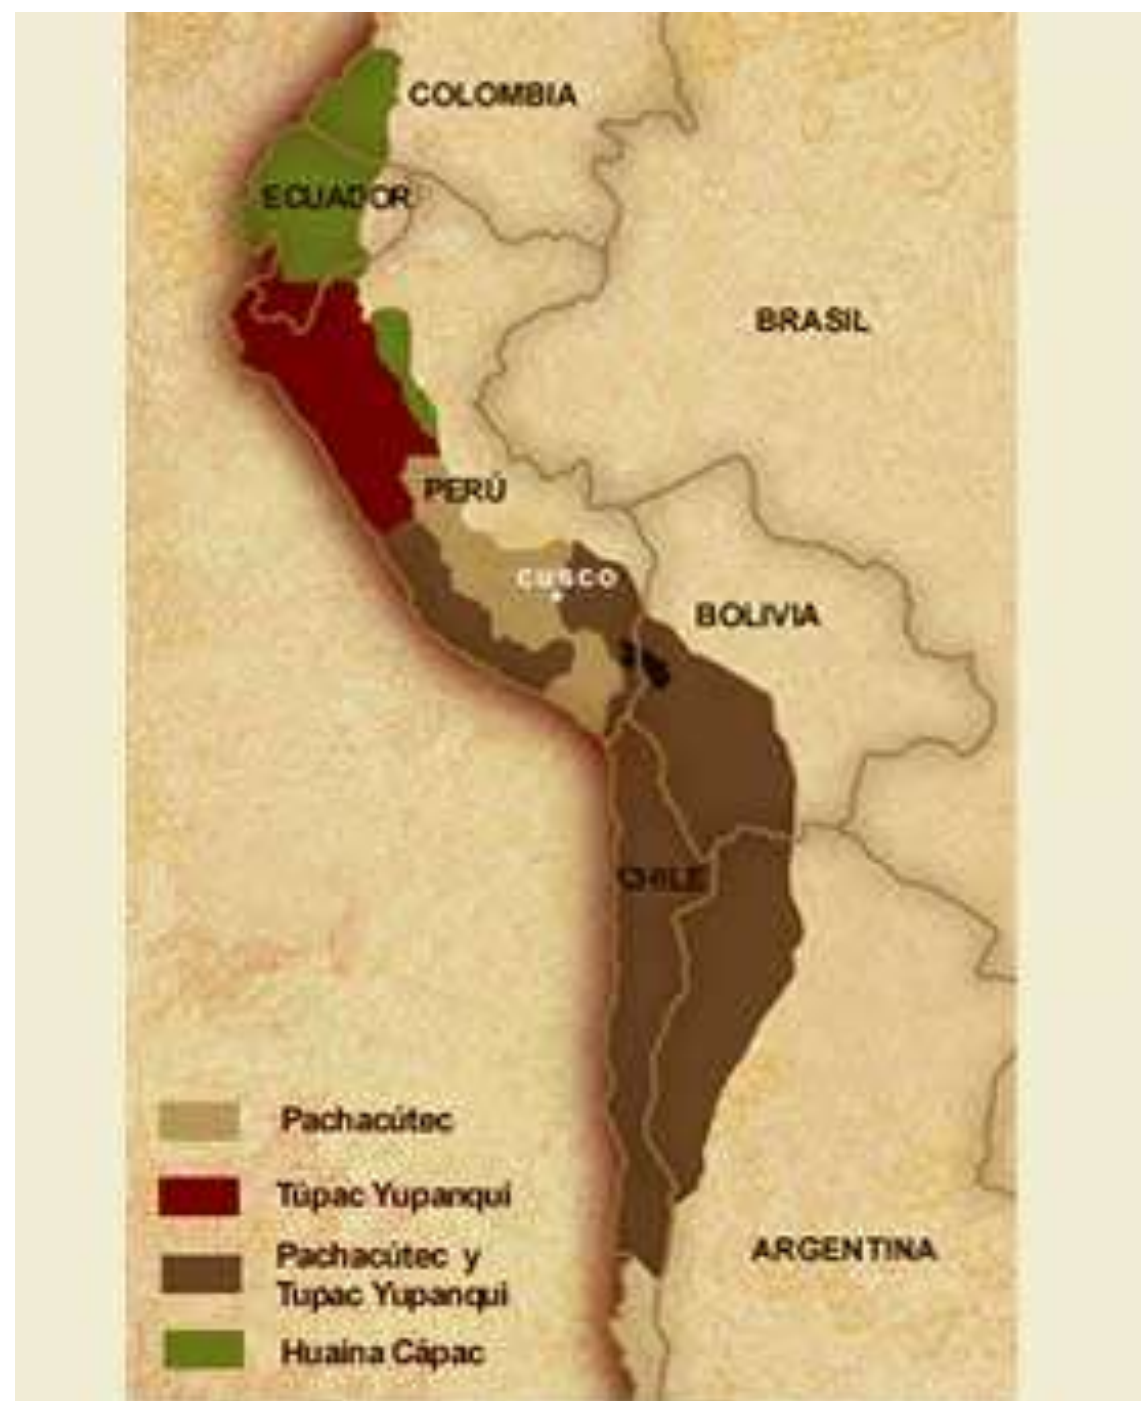 COLOMBIA
ECUADOR
BRASIL
PERÚ
CUSCO
BOLIVIA
CHILE
ARGENTINA
Pachacútec
Túpac Yupanqui
Pachacútec y
Tupac Yupanqui
Huaina Cápac